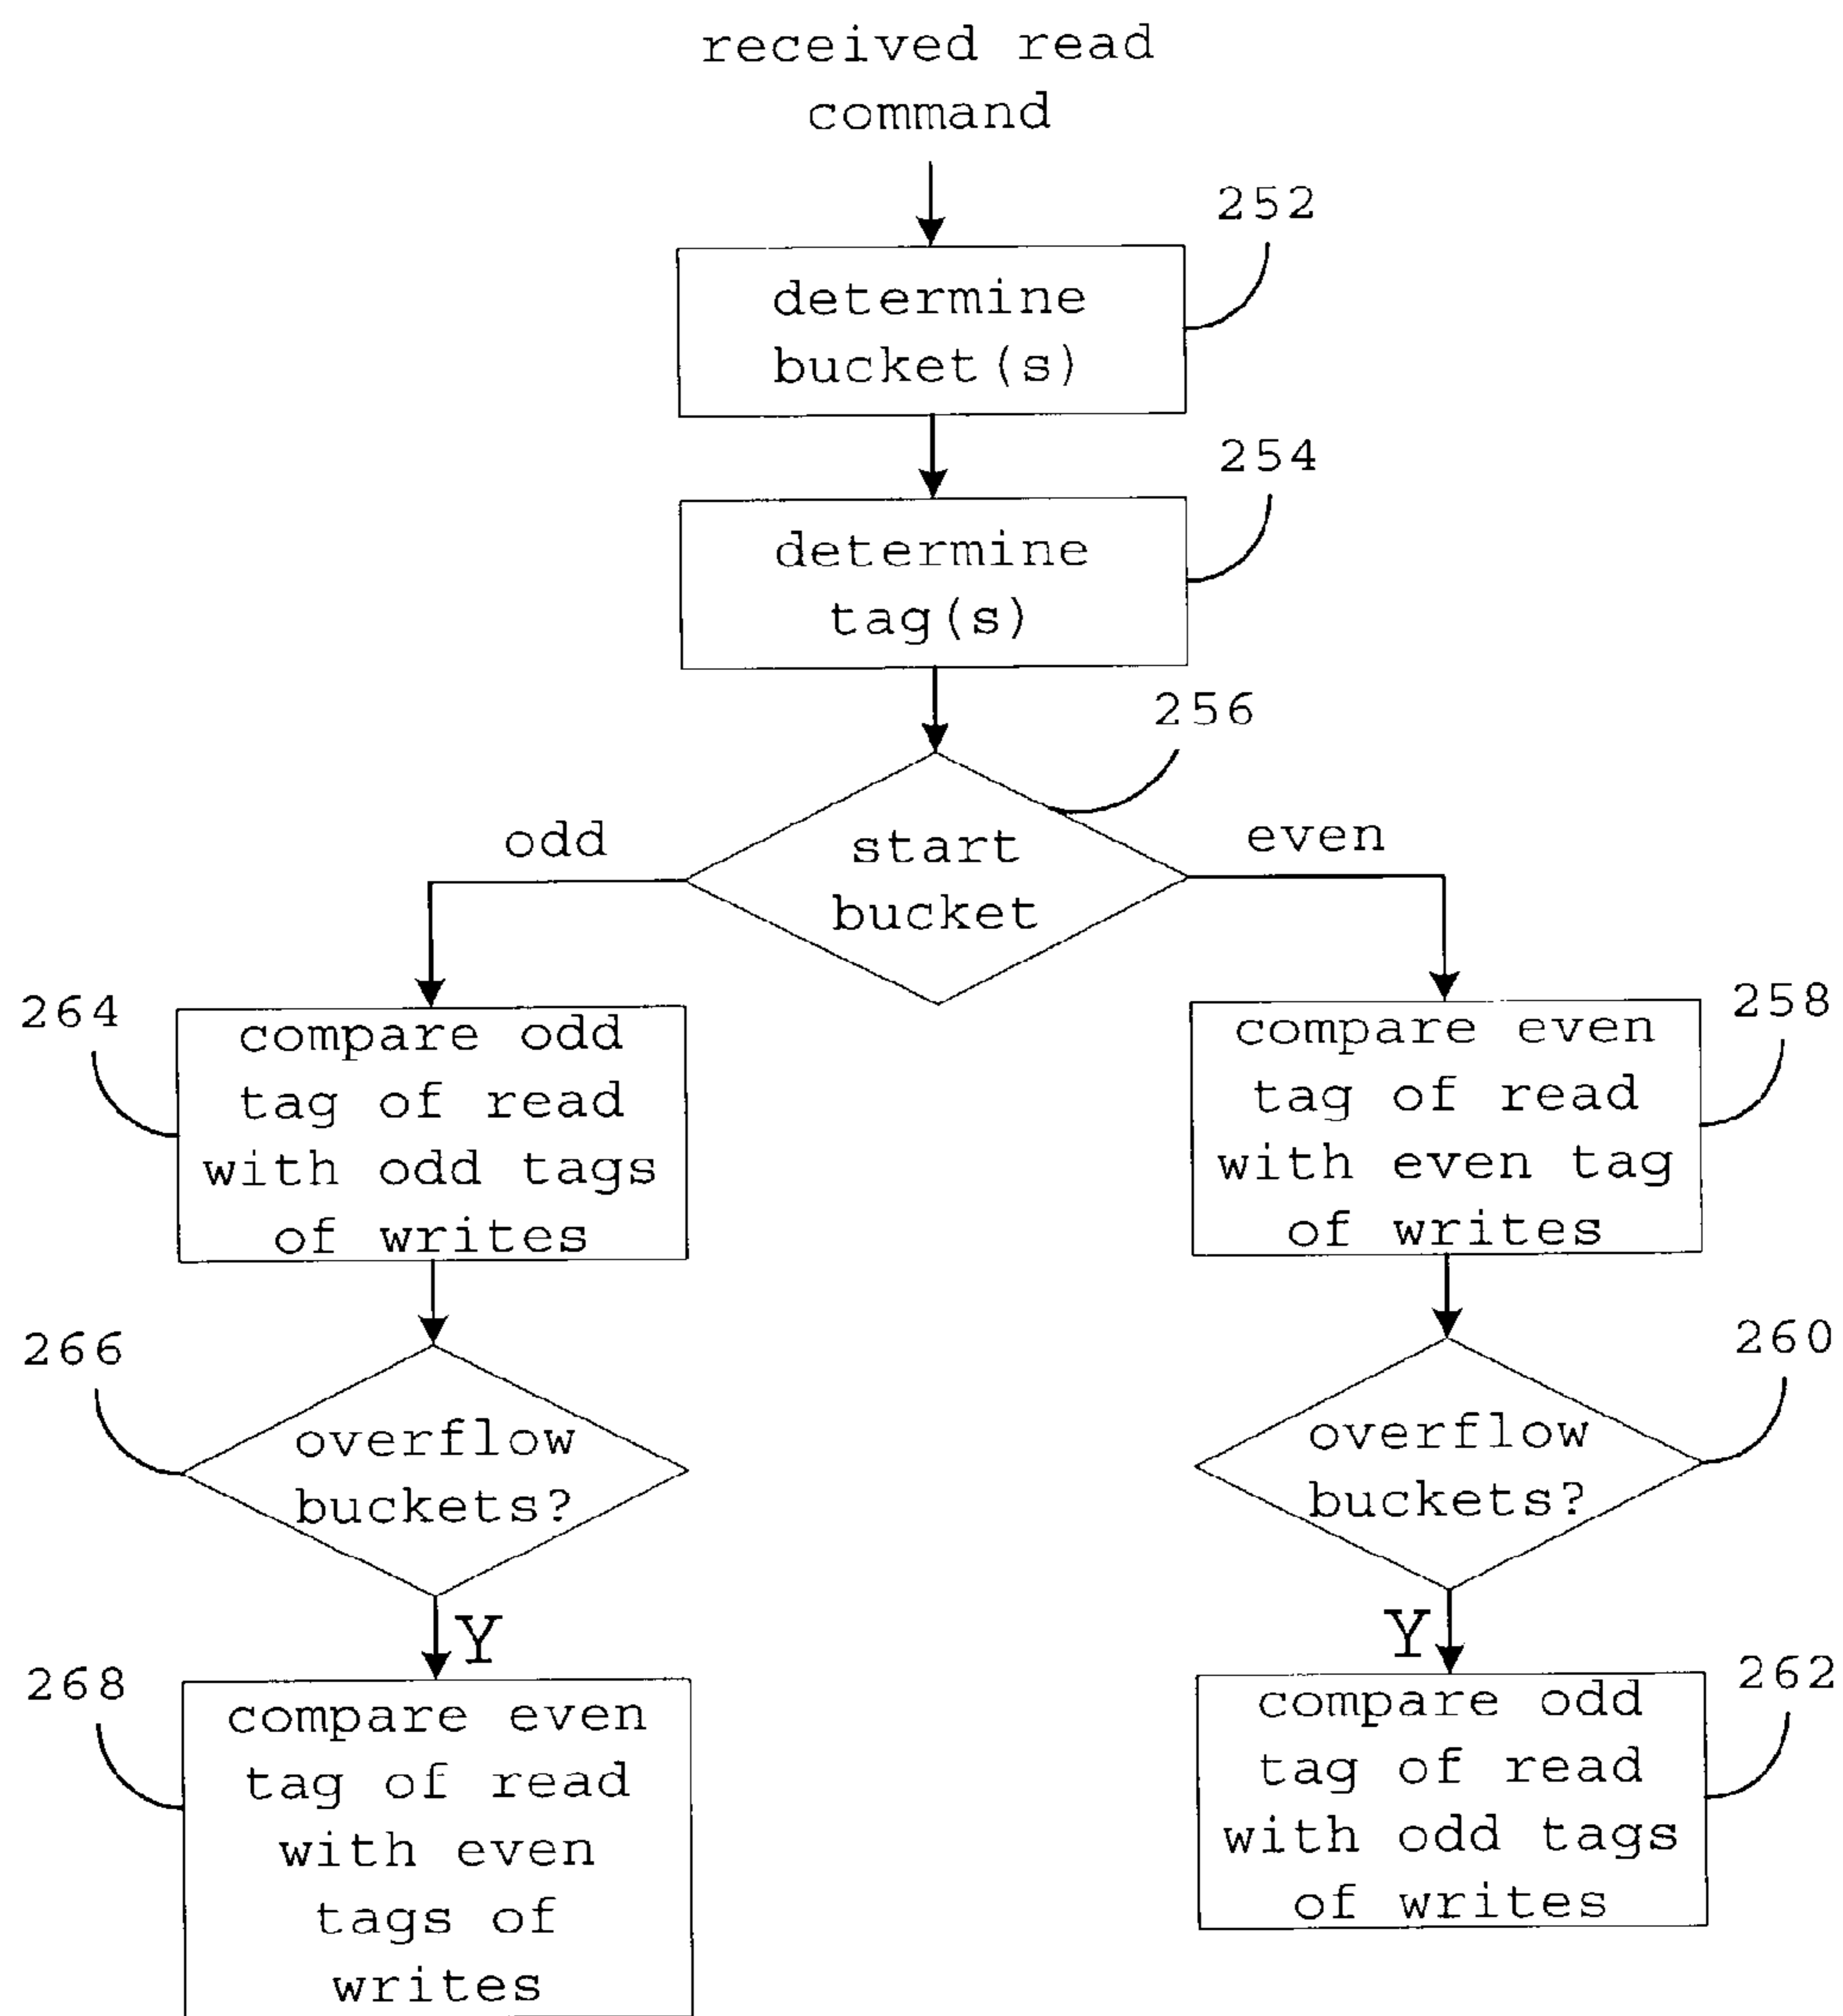 received read
command
252
determine
bucket(s)
254
determine
tag(s)
256
odd
start
bucket
even
264
compare odd
tag of read
with odd tags
of writes
258
compare even
tag of read
with even tag
of writes
266
overflow
buckets?
260
overflow
buckets?
Y
Y
268
compare even
tag of read
with even
tags of
writes
262
compare odd
tag of read
with odd tags
of writes